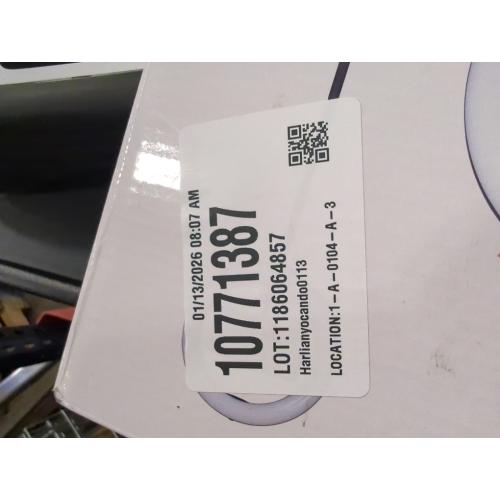 01/13/2026 08:07 AM
10771387
LOT:1186064857
Harlianyocando0113
LOCATION:1-A-0104-A-3